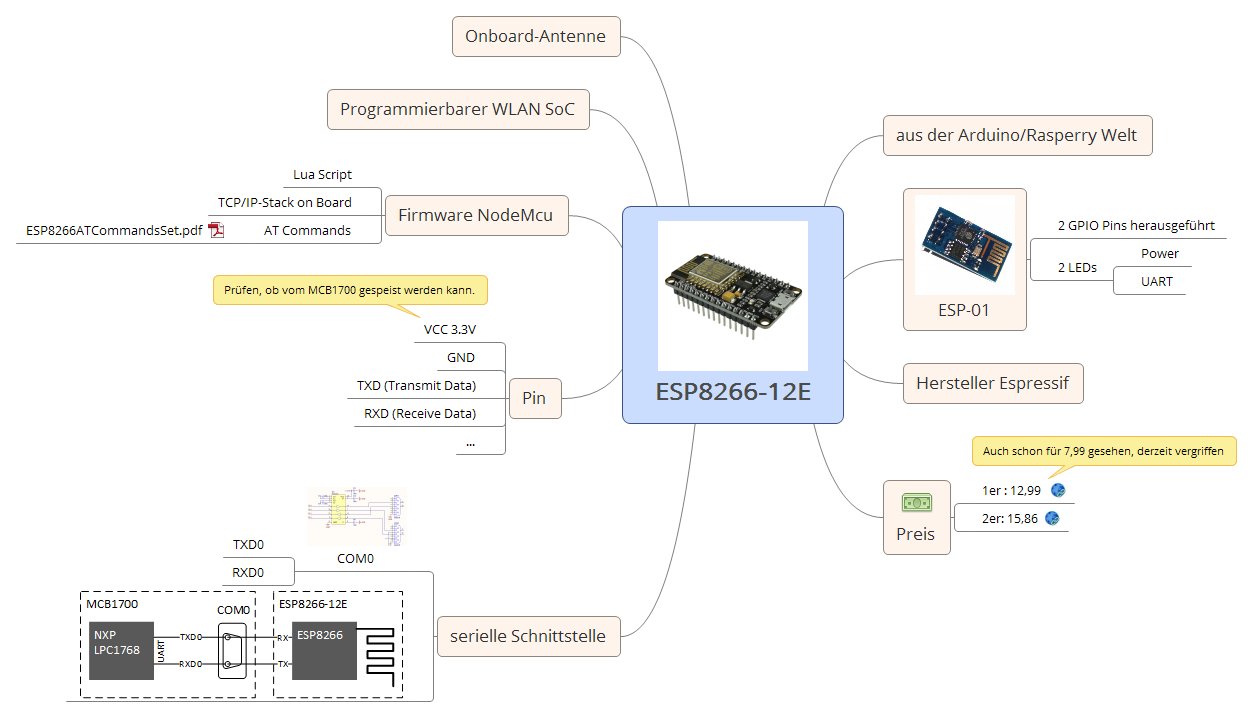 Onboard-Antenne
Programmierbarer WLAN SoC
Lua Script
TCP/IP-Stack on Board
ESP8266ATCommandsSet.pdf
AT Commands
Firmware NodeMcu
Prüfen, ob vom MCB1700 gespeist werden kann.
VCC 3.3V
GND
TXD (Transmit Data)
RXD (Receive Data)
...
Pin
ESP8266-12E
aus der Arduino/Rasperry Welt
ESP-01
2 GPIO Pins herausgeführt
2 LEDs
Power
UART
Hersteller Espressif
Auch schon für 7,99 gesehen, derzeit vergriffen
1er : 12,99
2er: 15,86
Preis
TXD0
RXD0
COM0
MCB1700
COM0
ESP8266-12E
NXP
LPC1768
UART
TXD0
RXD0
RX
TX
ESP8266
serielle Schnittstelle